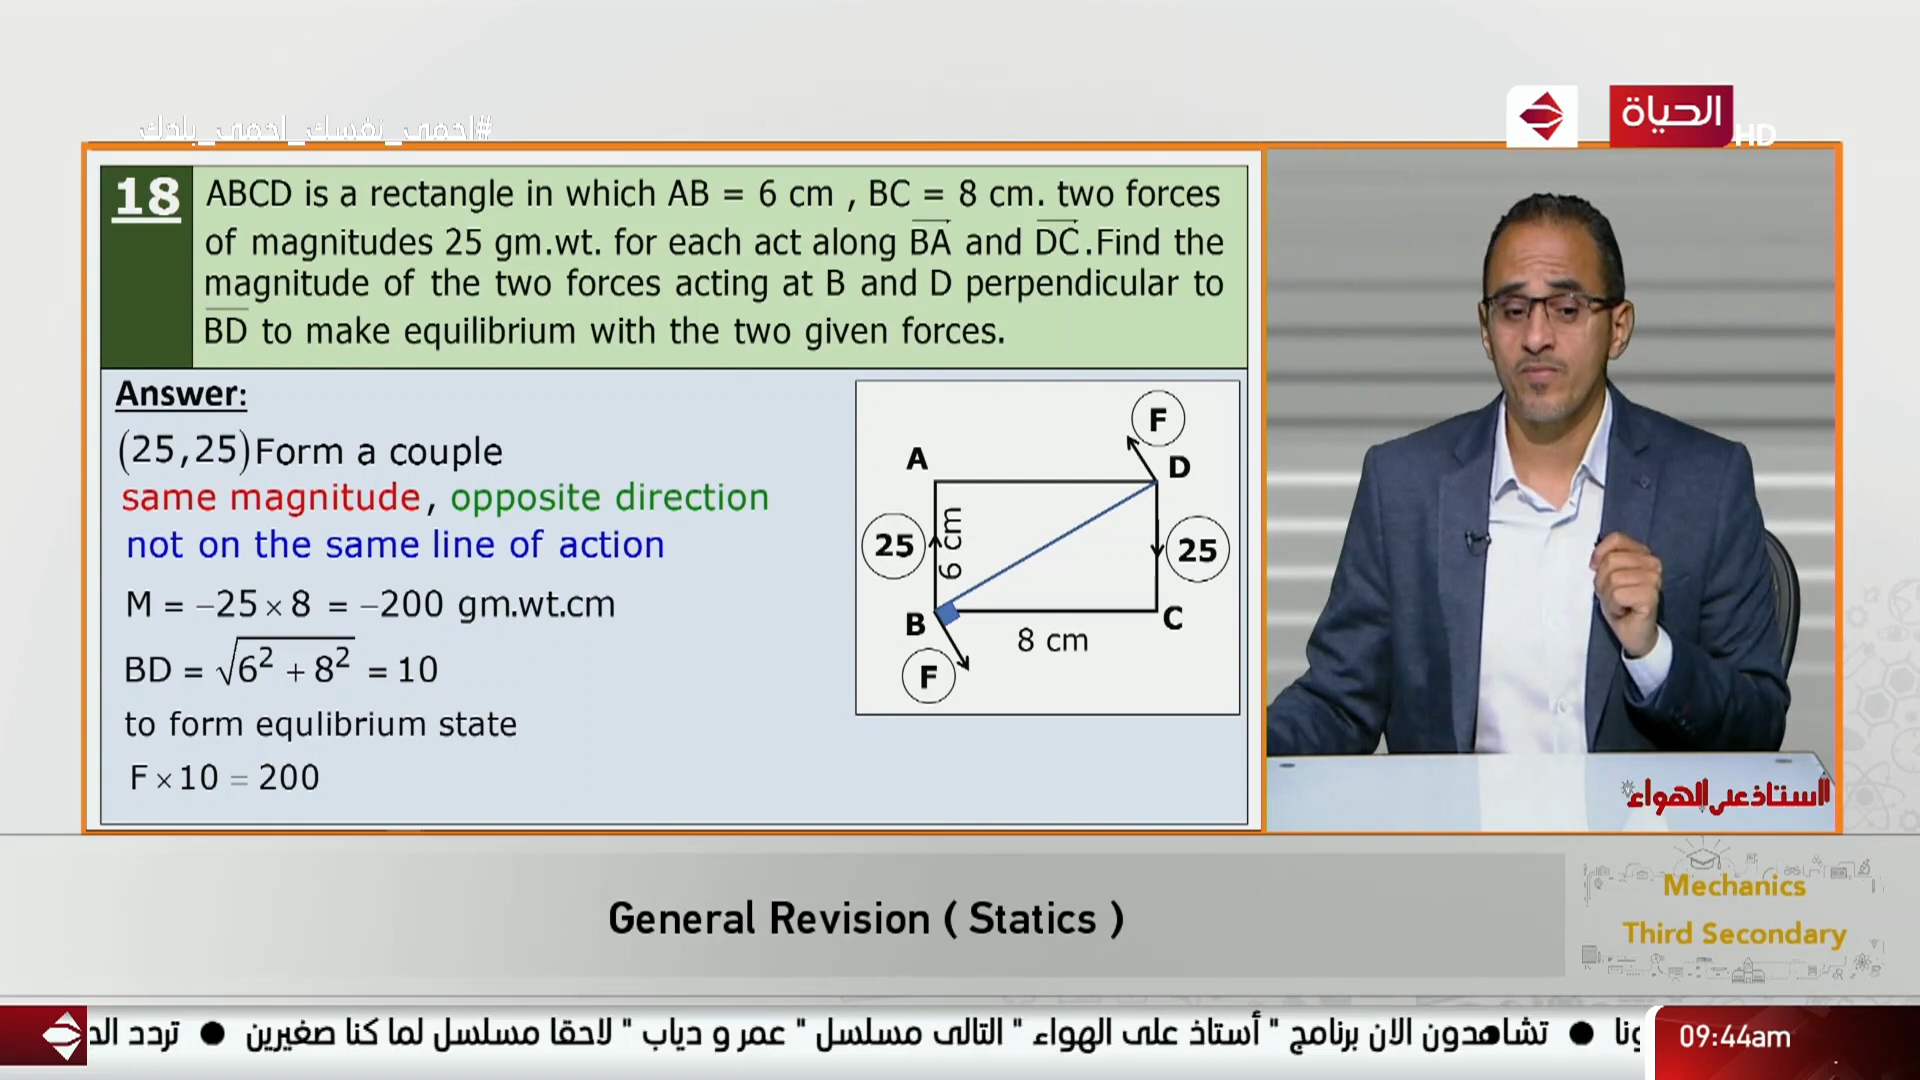 #احمي_نفسك_احمي_بلدك
الحياة
HD
18
ABCD is a rectangle in which AB = 6 cm , BC = 8 cm. two forces
of magnitudes 25 gm.wt. for each act along BA and DC.Find the
magnitude of the two forces acting at B and D perpendicular to
BD to make equilibrium with the two given forces.
Answer:
(25,25)Form a couple
same magnitude, opposite direction
not on the same line of action
M = −25 × 8 = −200 gm.wt.cm
BD = √6² + 8² = 10
to form equlibrium state
F × 10 = 200
F
A
D
25
6 cm
25
B
C
8 cm
F
أستاذ على الهواء
General Revision ( Statics )
Mechanics
Third Secondary
ونا ● تشاهدون الان برنامج " أستاذ على الهواء " التالى مسلسل " عمر و دياب " لاحقا مسلسل لما كنا صغيرين ● تردد الد
09:44am